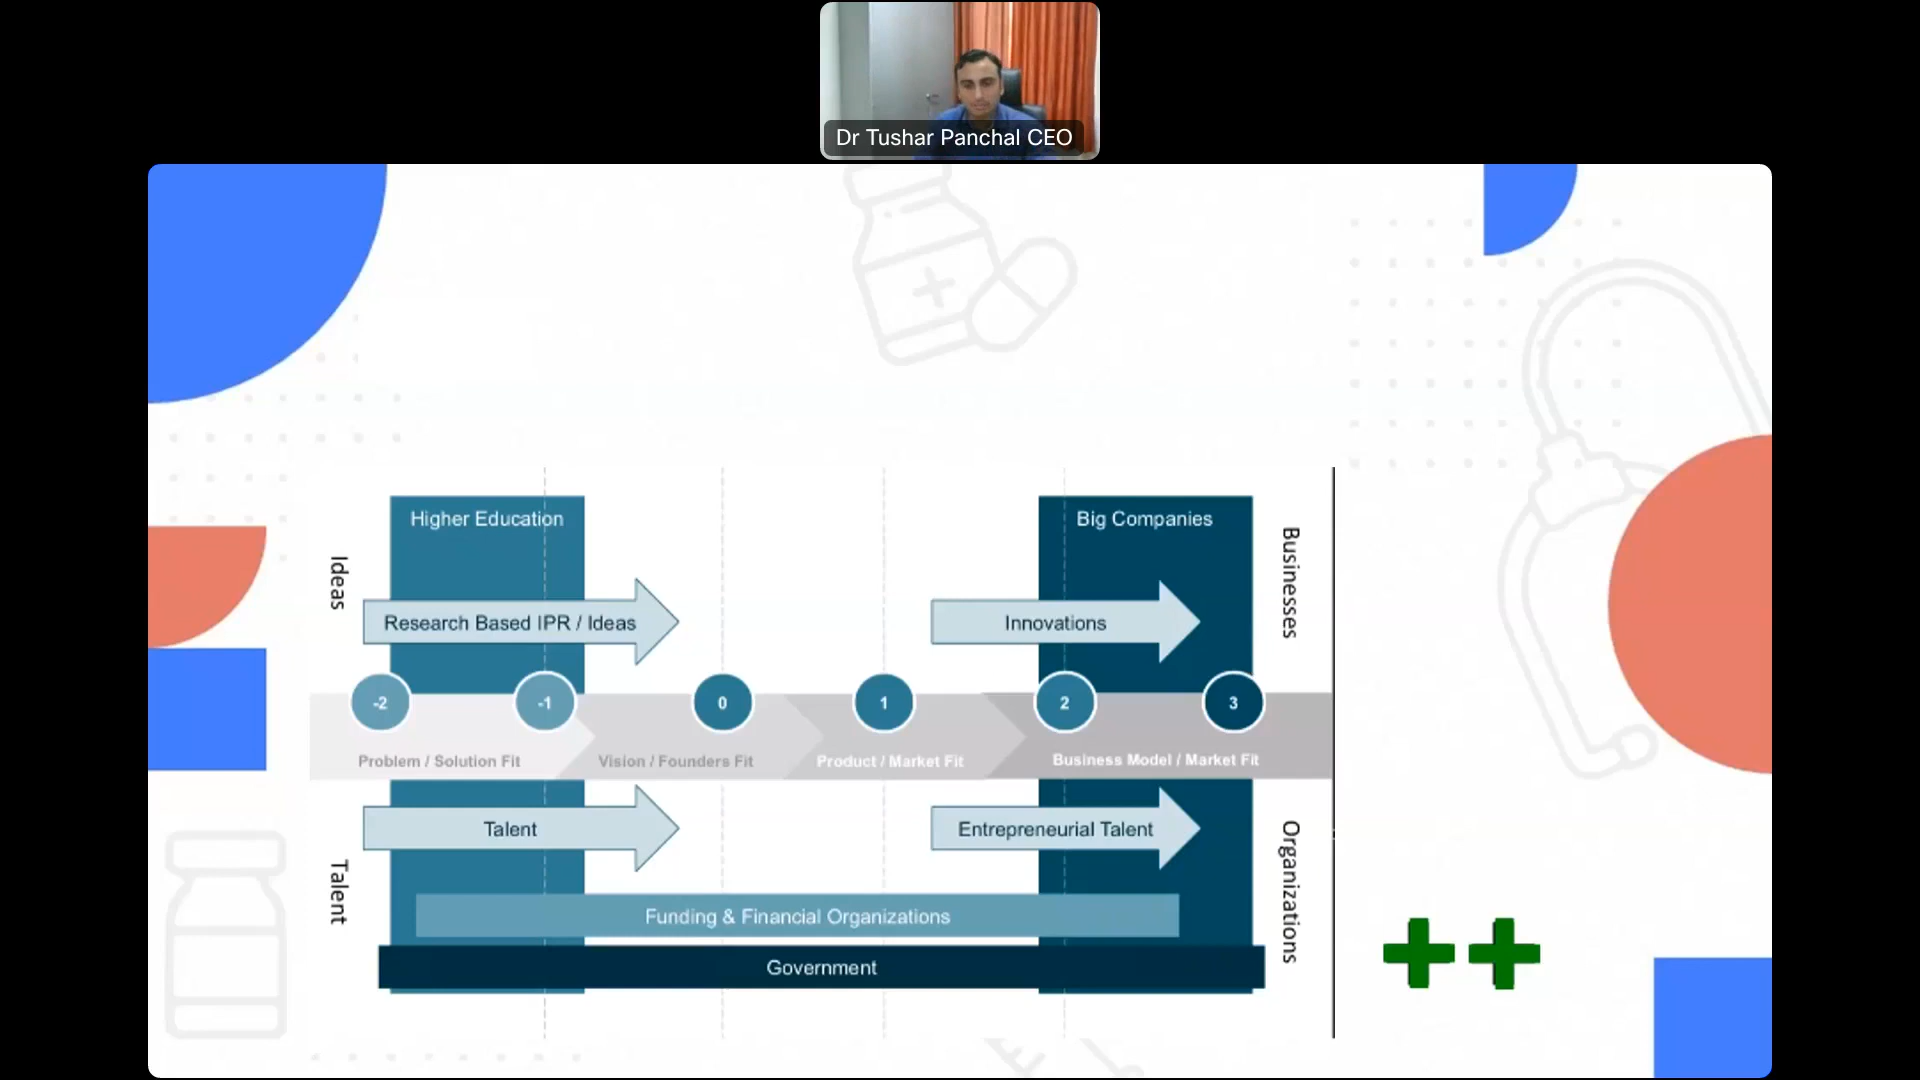 Dr Tushar Panchal CEO
Higher Education
Big Companies
Ideas
Businesses
Research Based IPR / Ideas
Innovations
-2
-1
0
1
2
3
Problem / Solution Fit
Vision / Founders Fit
Product / Market Fit
Business Model / Market Fit
Talent
Entrepreneurial Talent
Talent
Organizations
Funding & Financial Organizations
Government